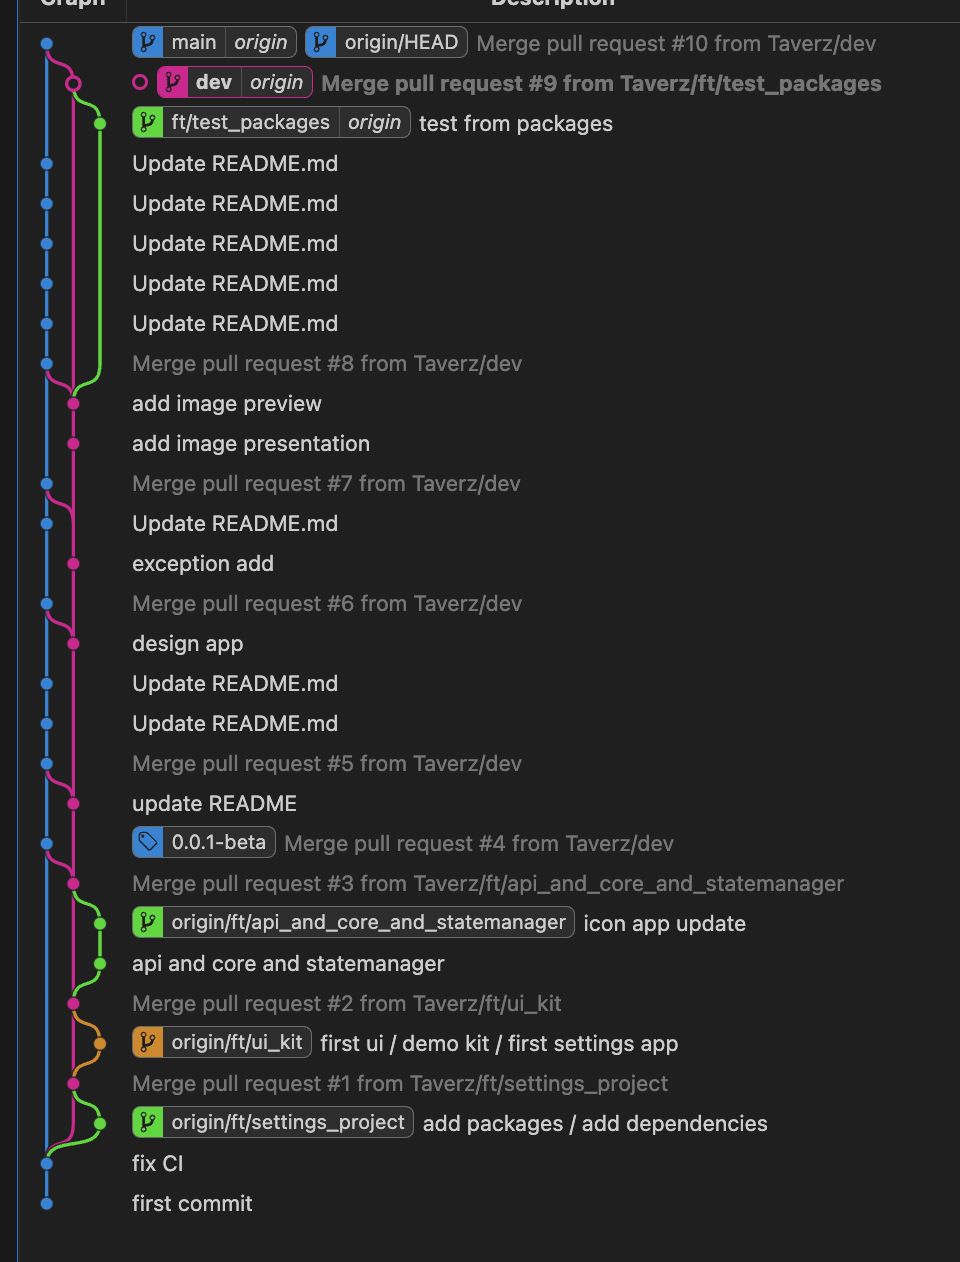 Graph Description
main origin origin/HEAD Merge pull request #10 from Taverz/dev
dev origin Merge pull request #9 from Taverz/ft/test_packages
ft/test_packages origin test from packages
Update README.md
Update README.md
Update README.md
Update README.md
Update README.md
Merge pull request #8 from Taverz/dev
add image preview
add image presentation
Merge pull request #7 from Taverz/dev
Update README.md
exception add
Merge pull request #6 from Taverz/dev
design app
Update README.md
Update README.md
Merge pull request #5 from Taverz/dev
update README
0.0.1-beta Merge pull request #4 from Taverz/dev
Merge pull request #3 from Taverz/ft/api_and_core_and_statemanager
origin/ft/api_and_core_and_statemanager icon app update
api and core and statemanager
Merge pull request #2 from Taverz/ft/ui_kit
origin/ft/ui_kit first ui / demo kit / first settings app
Merge pull request #1 from Taverz/ft/settings_project
origin/ft/settings_project add packages / add dependencies
fix CI
first commit